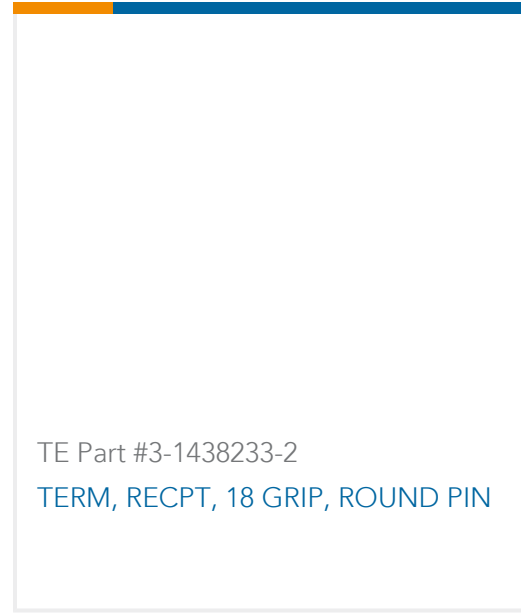 TE Part #3-1438233-2
TERM, RECPT, 18 GRIP, ROUND PIN